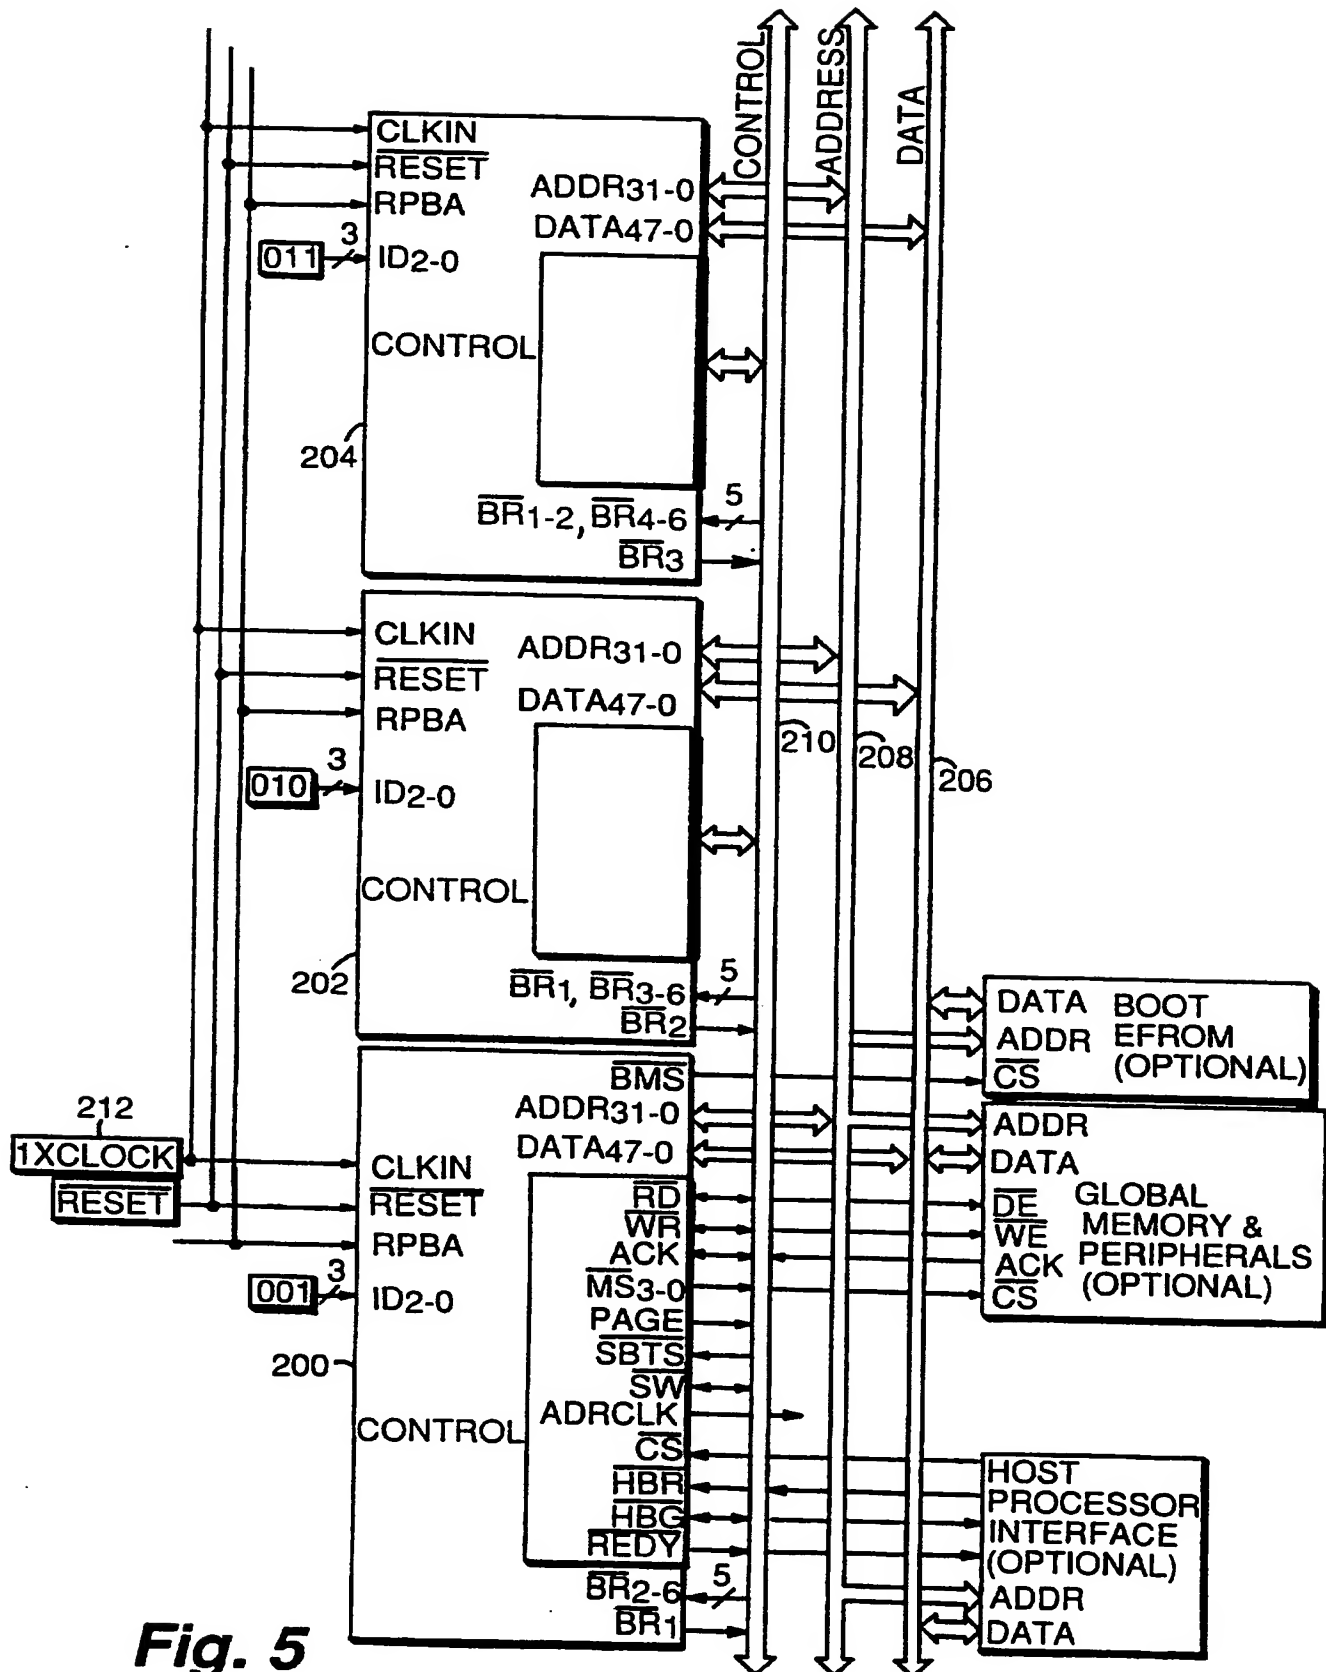 CONTROL
ADDRESS
DATA
CLKIN
RESET
RPBA
011
3
ID2-0
ADDR31-0
DATA47-0
CONTROL
204
BR1-2, BR4-6
5
BR3
CLKIN
RESET
RPBA
010
3
ID2-0
ADDR31-0
DATA47-0
210
208
206
CONTROL
202
BR1, BR3-6
5
BR2
DATA
ADDR
CS
BOOT
EFROM
(OPTIONAL)
212
1XCLOCK
RESET
CLKIN
RESET
RPBA
001
3
ID2-0
200
CONTROL
BMS
ADDR31-0
DATA47-0
RD
WR
ACK
MS3-0
PAGE
SBTS
SW
ADRCLK
CS
HBR
HBG
REDY
BR2-6
5
BR1
ADDR
DATA
DE
WE
ACK
CS
GLOBAL
MEMORY &
PERIPHERALS
(OPTIONAL)
HOST
PROCESSOR
INTERFACE
(OPTIONAL)
ADDR
DATA
Fig. 5